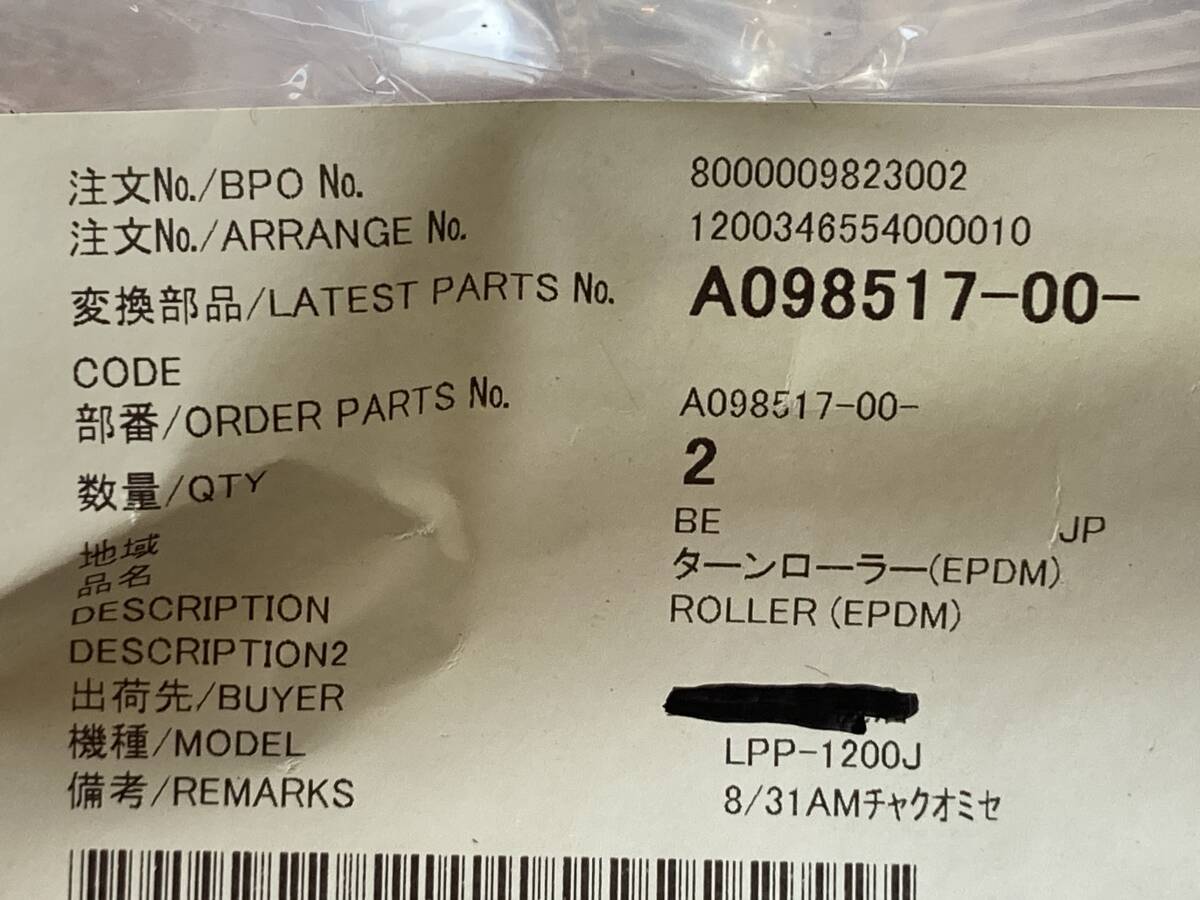 注文No./BPO No. 8000009823002
注文No./ARRANGE No. 1200346554000010
変換部品/LATEST PARTS No. A098517-00-
CODE
部番/ORDER PARTS No. A098517-00-
数量/QTY 2
地域 BE JP
品名 ターンローラー(EPDM)
DESCRIPTION ROLLER (EPDM)
DESCRIPTION2
出荷先/BUYER
機種/MODEL LPP-1200J
備考/REMARKS 8/31AMチャクオミセ